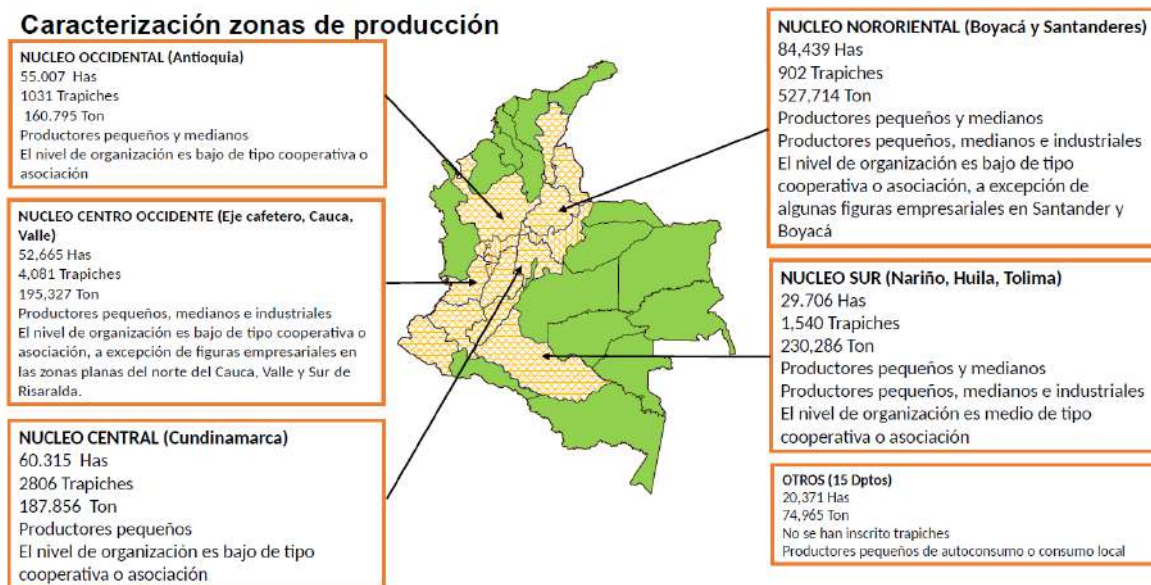 Caracterización zonas de producción
NUCLEO OCCIDENTAL (Antioquia)
55.007 Has
1031 Trapiches
160.795 Ton
Productores pequeños y medianos
El nivel de organización es bajo de tipo cooperativa o
asociación
NUCLEO CENTRO OCCIDENTE (Eje cafetero, Cauca,
Valle)
52,665 Has
4,081 Trapiches
195,327 Ton
Productores pequeños, medianos e industriales
El nivel de organización es bajo de tipo cooperativa o
asociación, a excepción de figuras empresariales en
las zonas planas del norte del Cauca, Valle y Sur de
Risaralda.
NUCLEO CENTRAL (Cundinamarca)
60.315 Has
2806 Trapiches
187.856 Ton
Productores pequeños
El nivel de organización es bajo de tipo
cooperativa o asociación
NUCLEO NORORIENTAL (Boyacá y Santanderes)
84,439 Has
902 Trapiches
527,714 Ton
Productores pequeños y medianos
Productores pequeños, medianos e industriales
El nivel de organización es bajo de tipo
cooperativa o asociación, a excepción de
algunas figuras empresariales en Santander y
Boyacá
NUCLEO SUR (Nariño, Huila, Tolima)
29.706 Has
1,540 Trapiches
230,286 Ton
Productores pequeños y medianos
Productores pequeños, medianos e industriales
El nivel de organización es medio de tipo
cooperativa o asociación
OTROS (15 Dptos)
20,371 Has
74,965 Ton
No se han inscrito trapiches
Productores pequeños de autoconsumo o consumo local